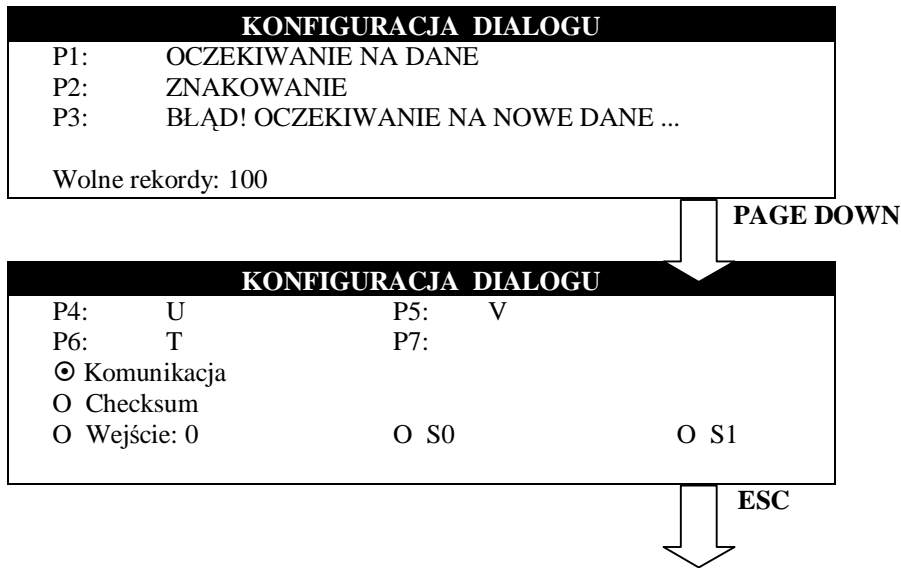 KONFIGURACJA DIALOGU
P1: OCZEKIWANIE NA DANE
P2: ZNAKOWANIE
P3: BŁĄD! OCZEKIWANIE NA NOWE DANE ...
Wolne rekordy: 100
PAGE DOWN
KONFIGURACJA DIALOGU
P4: U P5: V
P6: T P7:
☉ Komunikacja
O Checksum
O Wejście: 0 O S0 O S1
ESC